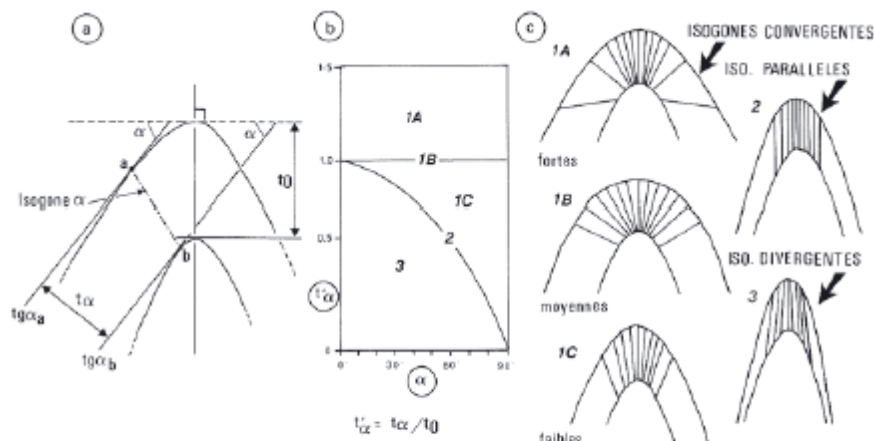 a
α
α
a
Isogone α
t0
b
tα
tgαa
tgαb
b
1.5
1A
1.0
1B
1C
2
0.5
3
t'α
0
0°
30°
60°
90°
α
t'α = tα/t0
c
ISOGONES CONVERGENTES
1A
ISO. PARALLELES
2
fortes
1B
ISO. DIVERGENTES
3
moyennes
1C
faibles